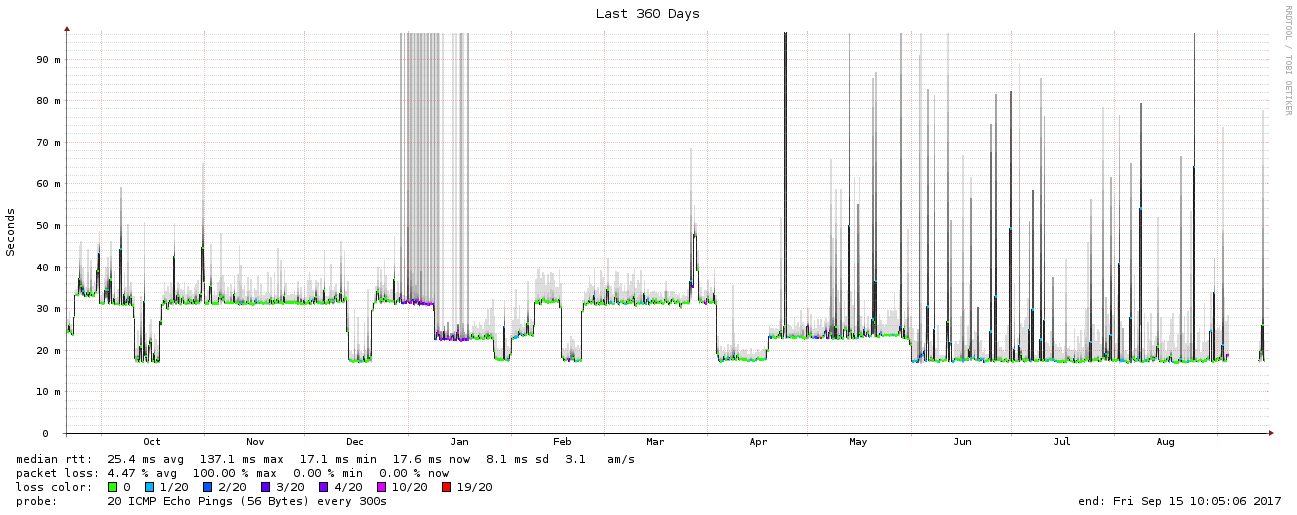 Last 360 Days
RRDTOOL / TOBI OETIKER
Seconds
90 m
80 m
70 m
60 m
50 m
40 m
30 m
20 m
10 m
0
Oct Nov Dec Jan Feb Mar Apr May Jun Jul Aug
median rtt: 25.4 ms avg 137.1 ms max 17.1 ms min 17.6 ms now 8.1 ms sd 3.1 am/s
packet loss: 4.47 % avg 100.00 % max 0.00 % min 0.00 % now
loss color: 0 1/20 2/20 3/20 4/20 10/20 19/20
probe: 20 ICMP Echo Pings (56 Bytes) every 300s end: Fri Sep 15 10:05:06 2017